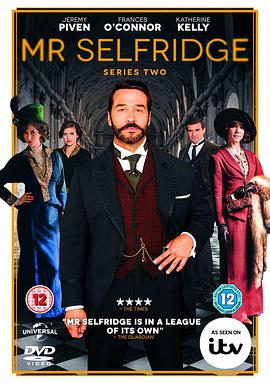 JEREMY PIVEN
FRANCES O'CONNOR
KATHERINE KELLY
MR SELFRIDGE
SERIES TWO
12
★★★★
– THE TIMES
"MR SELFRIDGE IS IN A LEAGUE
OF ITS OWN"
– THE GUARDIAN
12
UNIVERSAL
DVD
VIDEO
AS SEEN ON
itv